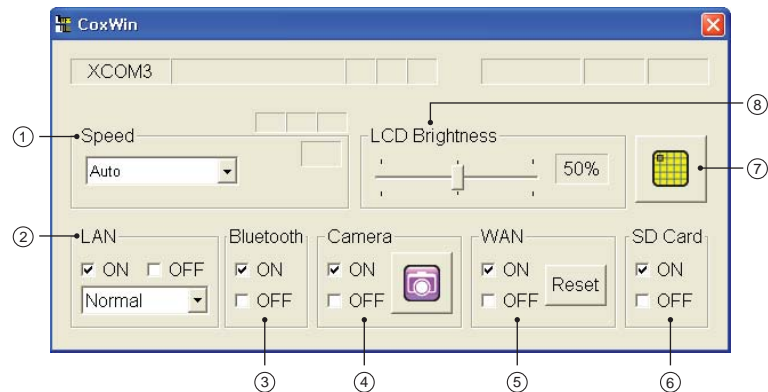 CoxWin
XCOM3
⑧
① Speed
LCD Brightness
Auto
50%
⑦
② LAN
Bluetooth
Camera
WAN
SD Card
ON OFF
ON
ON
ON
ON
Normal
OFF
OFF
OFF
Reset
OFF
③
④
⑤
⑥